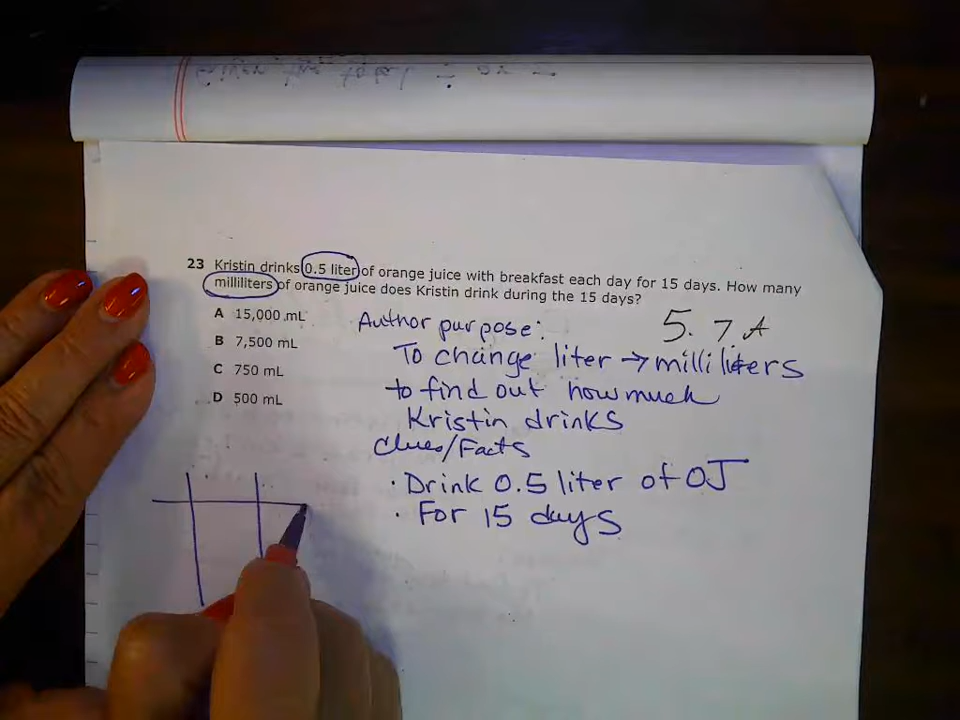 23 Kristin drinks 0.5 liter of orange juice with breakfast each day for 15 days. How many
milliliters of orange juice does Kristin drink during the 15 days?
A 15,000 mL
B 7,500 mL
C 750 mL
D 500 mL
Author purpose: 5.7A
To change liter → milliliters
to find out how much
Kristin drinks
Clues/Facts
· Drink 0.5 liter of OJ
· For 15 days